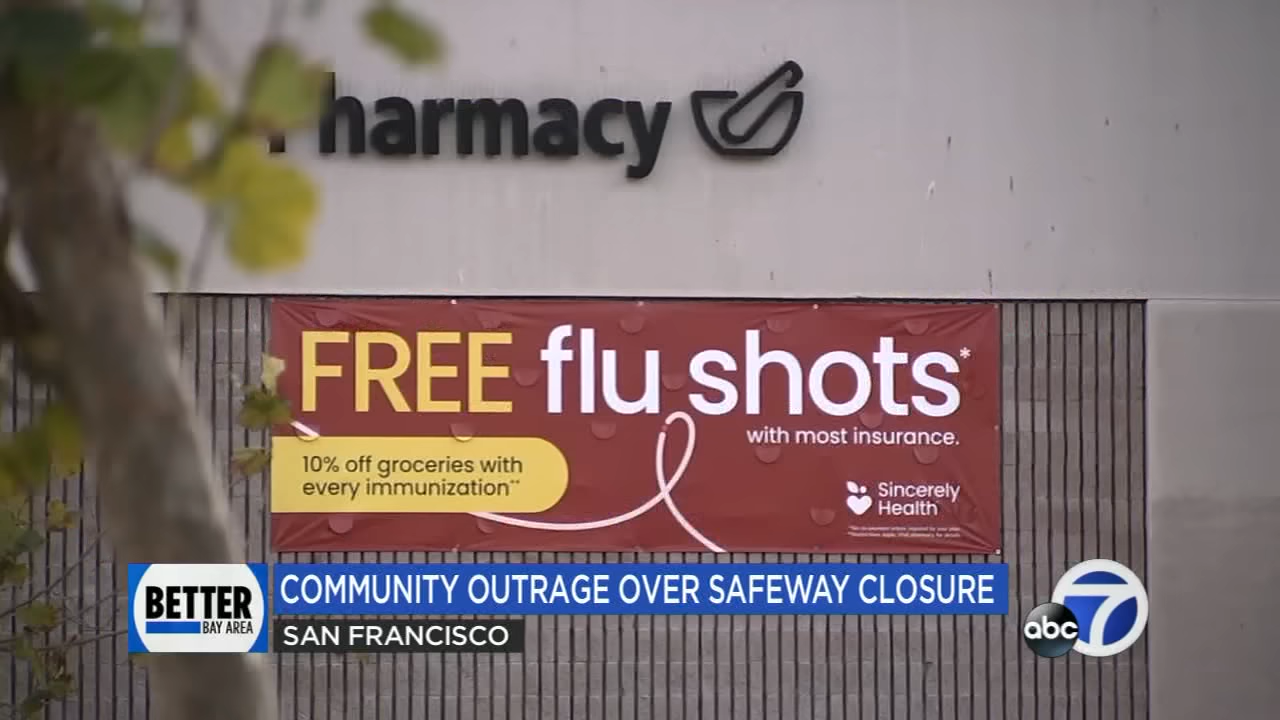 Pharmacy
FREE flu shots*
with most insurance.
10% off groceries with
every immunization**
Sincerely
Health
BETTER
BAY AREA
COMMUNITY OUTRAGE OVER SAFEWAY CLOSURE
SAN FRANCISCO
abc 7